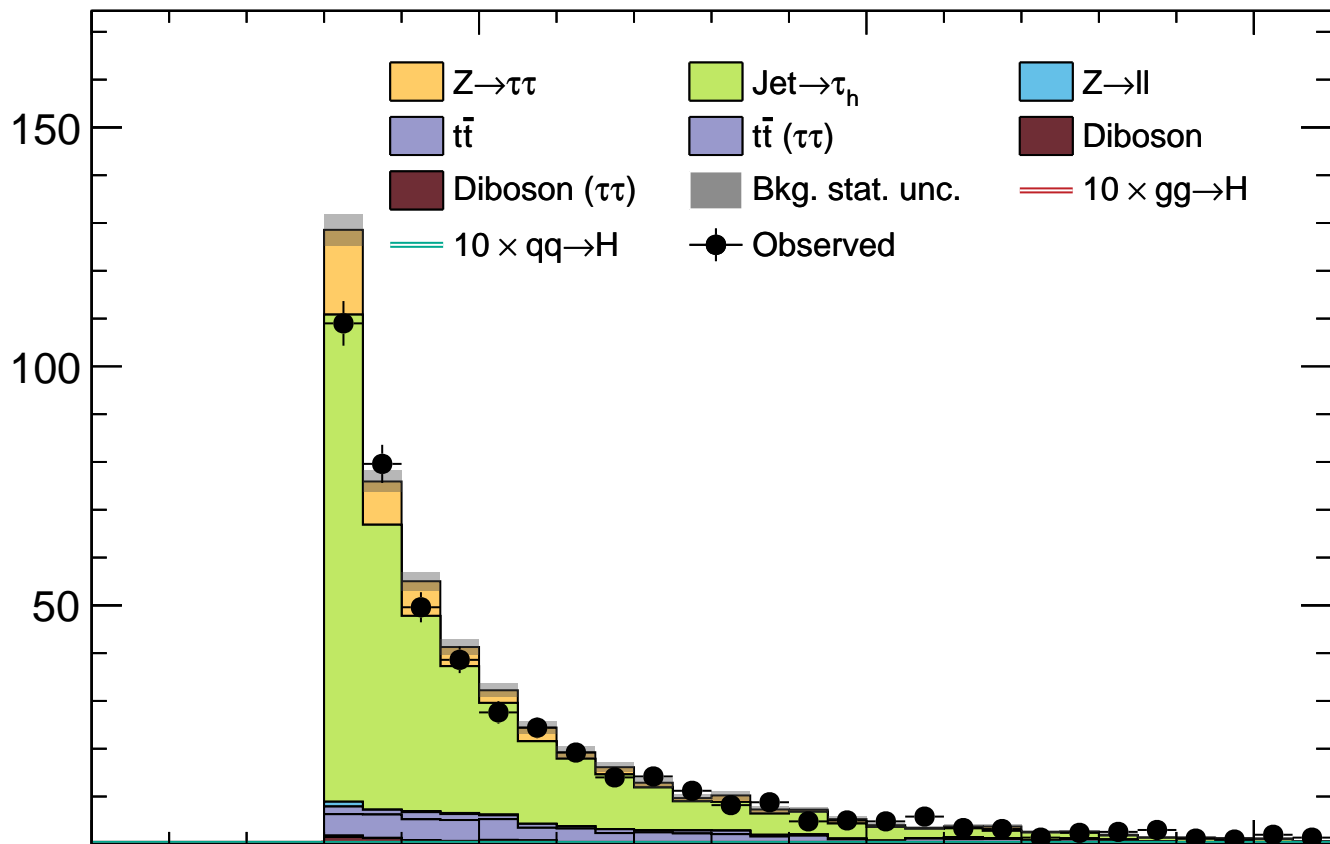 Z→ττ Jet→τ_h Z→ll
tt̄ tt̄ (ττ) Diboson
Diboson (ττ) Bkg. stat. unc. 10 × gg→H
10 × qq→H Observed
150
100
50